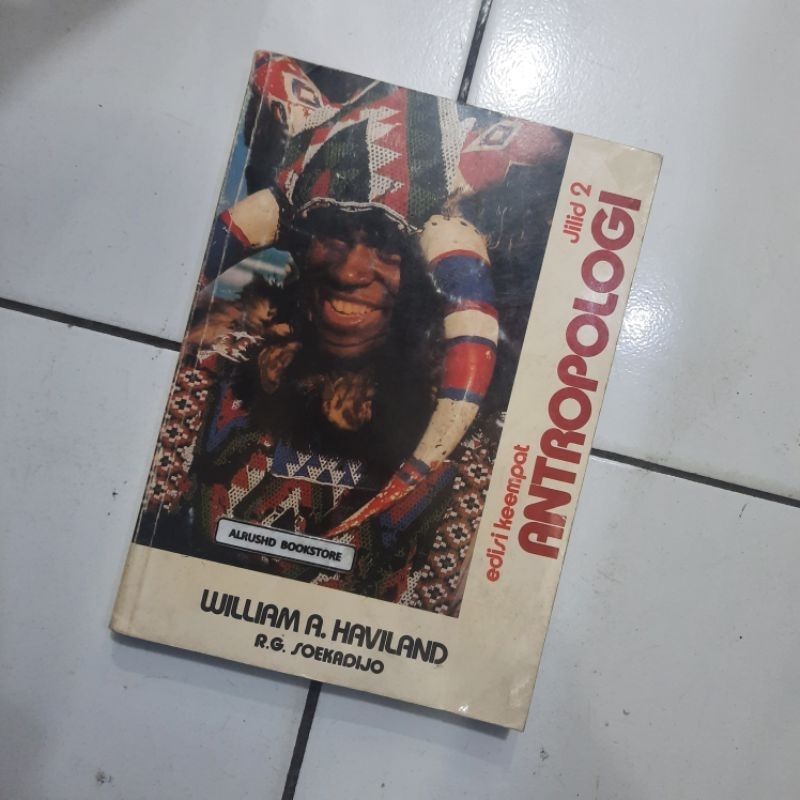 Jilid 2
ANTROPOLOGI
edisi keempat
ALRUSHD BOOKSTORE
WILLIAM A. HAVILAND
R.G. SOEKADIJO